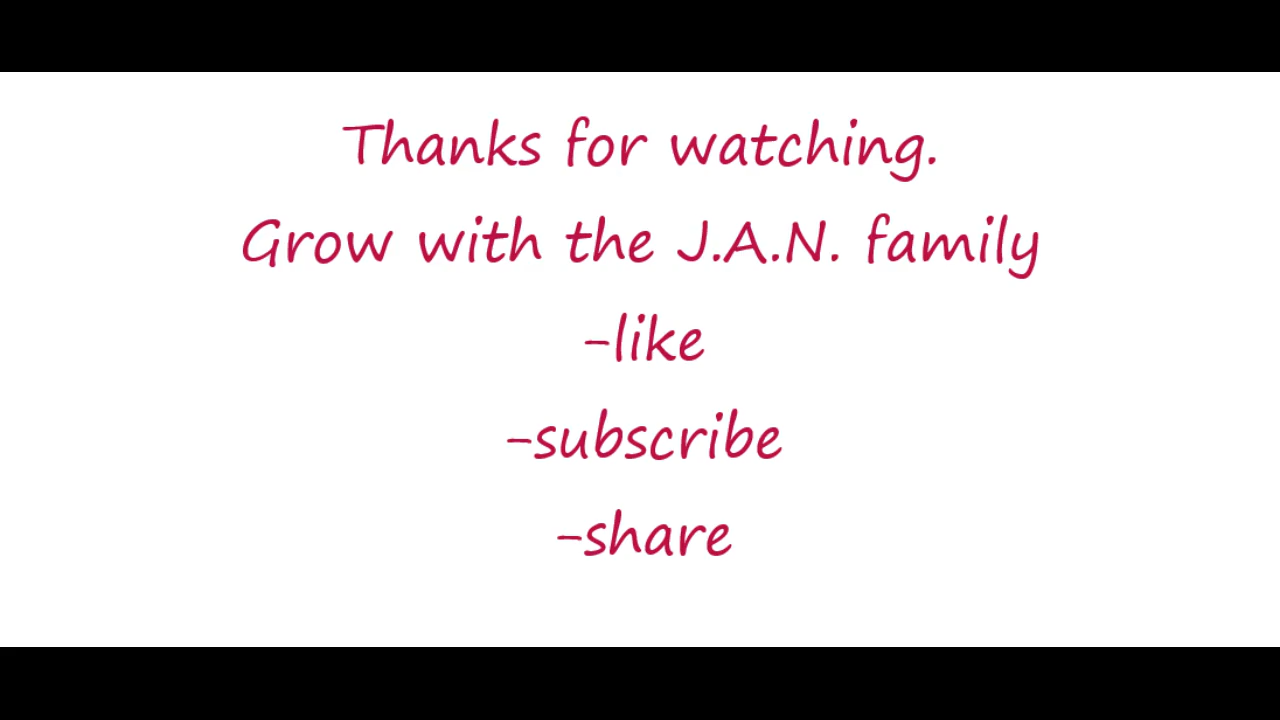 Thanks for watching.
Grow with the J.A.N. family
-like
-subscribe
-share